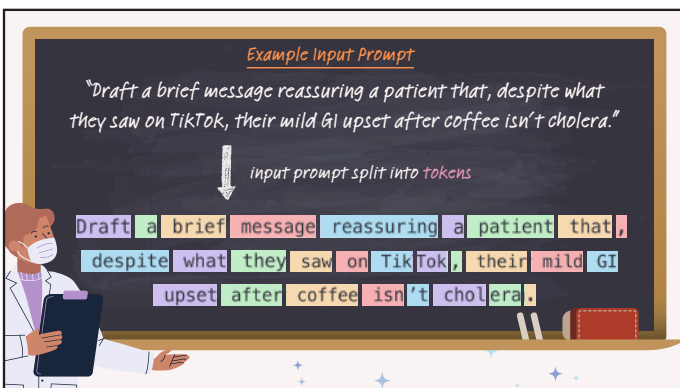 Example Input Prompt
“Draft a brief message reassuring a patient that, despite what
they saw on TikTok, their mild GI upset after coffee isn’t cholera.”
input prompt split into tokens
Draft a brief message reassuring a patient that,
despite what they saw on TikTok, their mild GI
upset after coffee isn’t cholera.